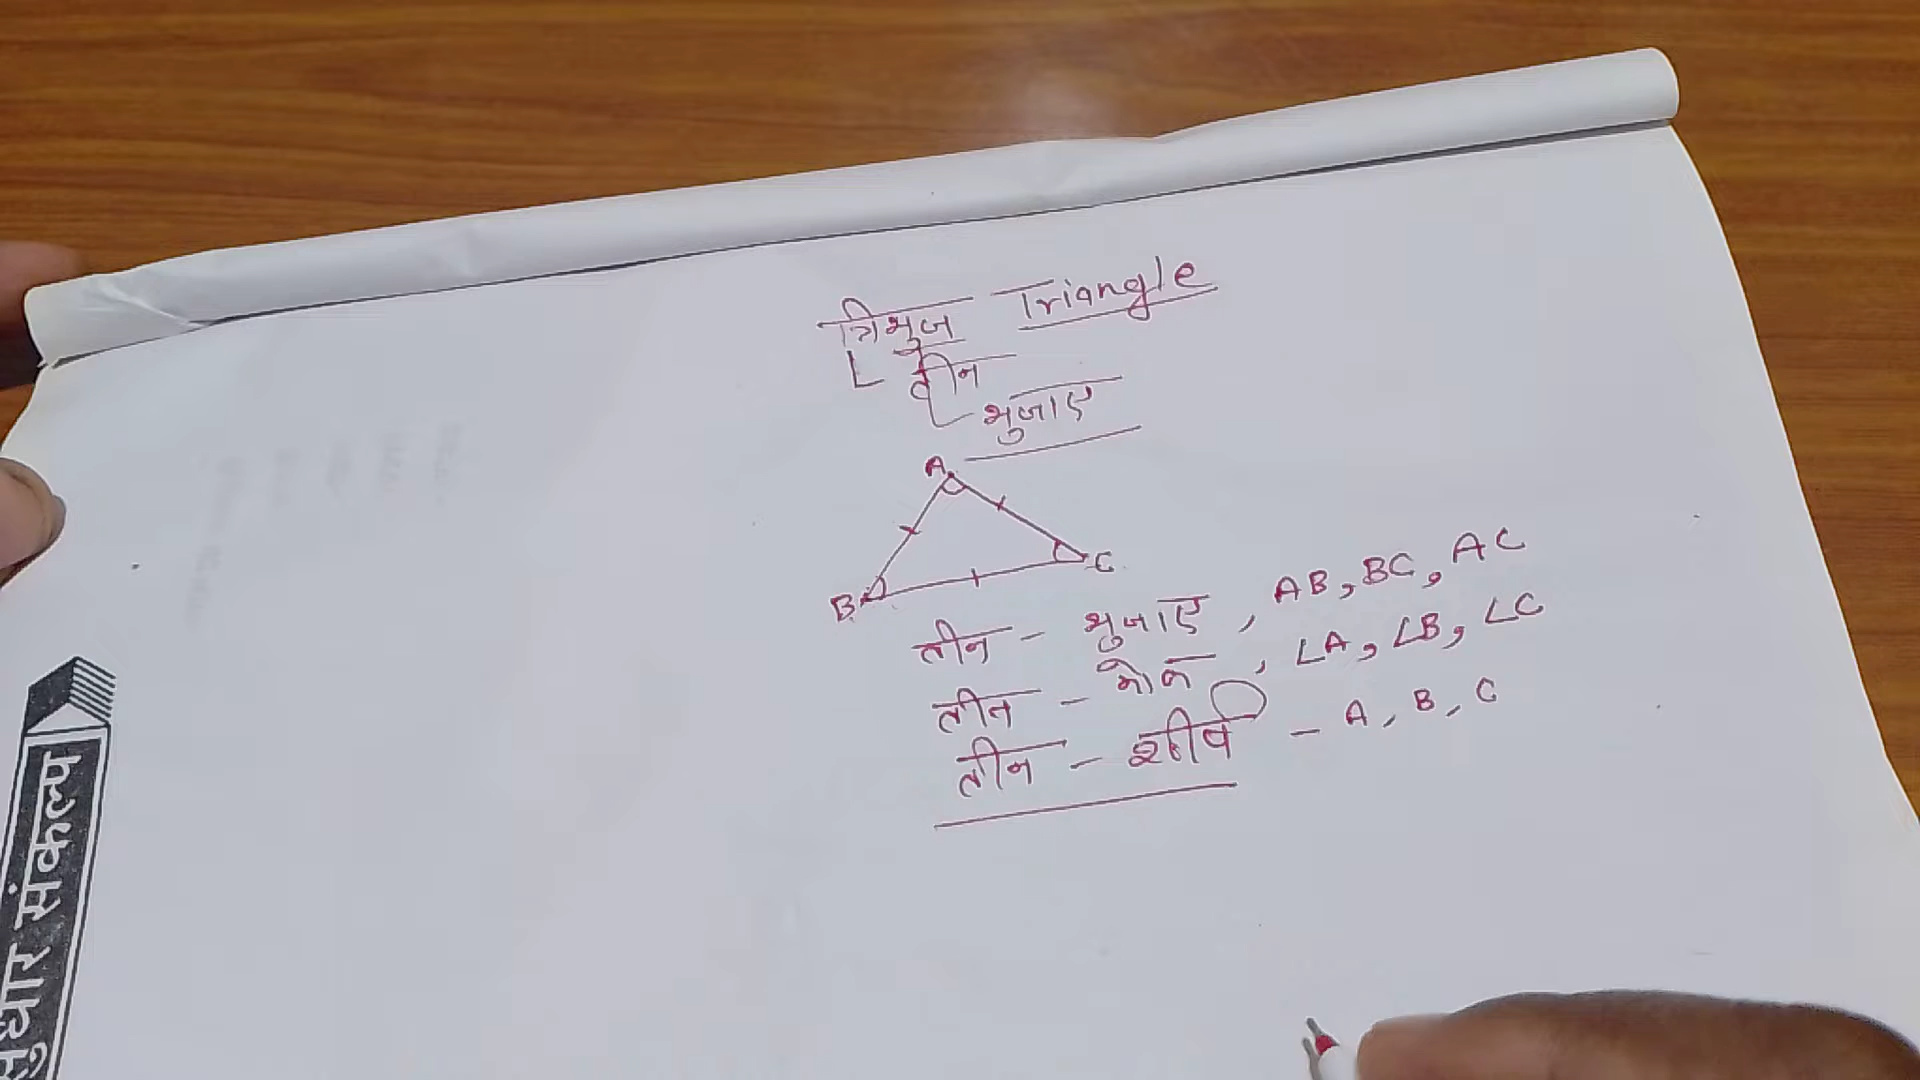 त्रिभुज Triangle
तीन
भुजाए
A
B
C
तीन - भुजाए, AB, BC, AC
तीन - कोण, ∠A, ∠B, ∠C
तीन - शीर्ष - A, B, C
सुधार संकल्प